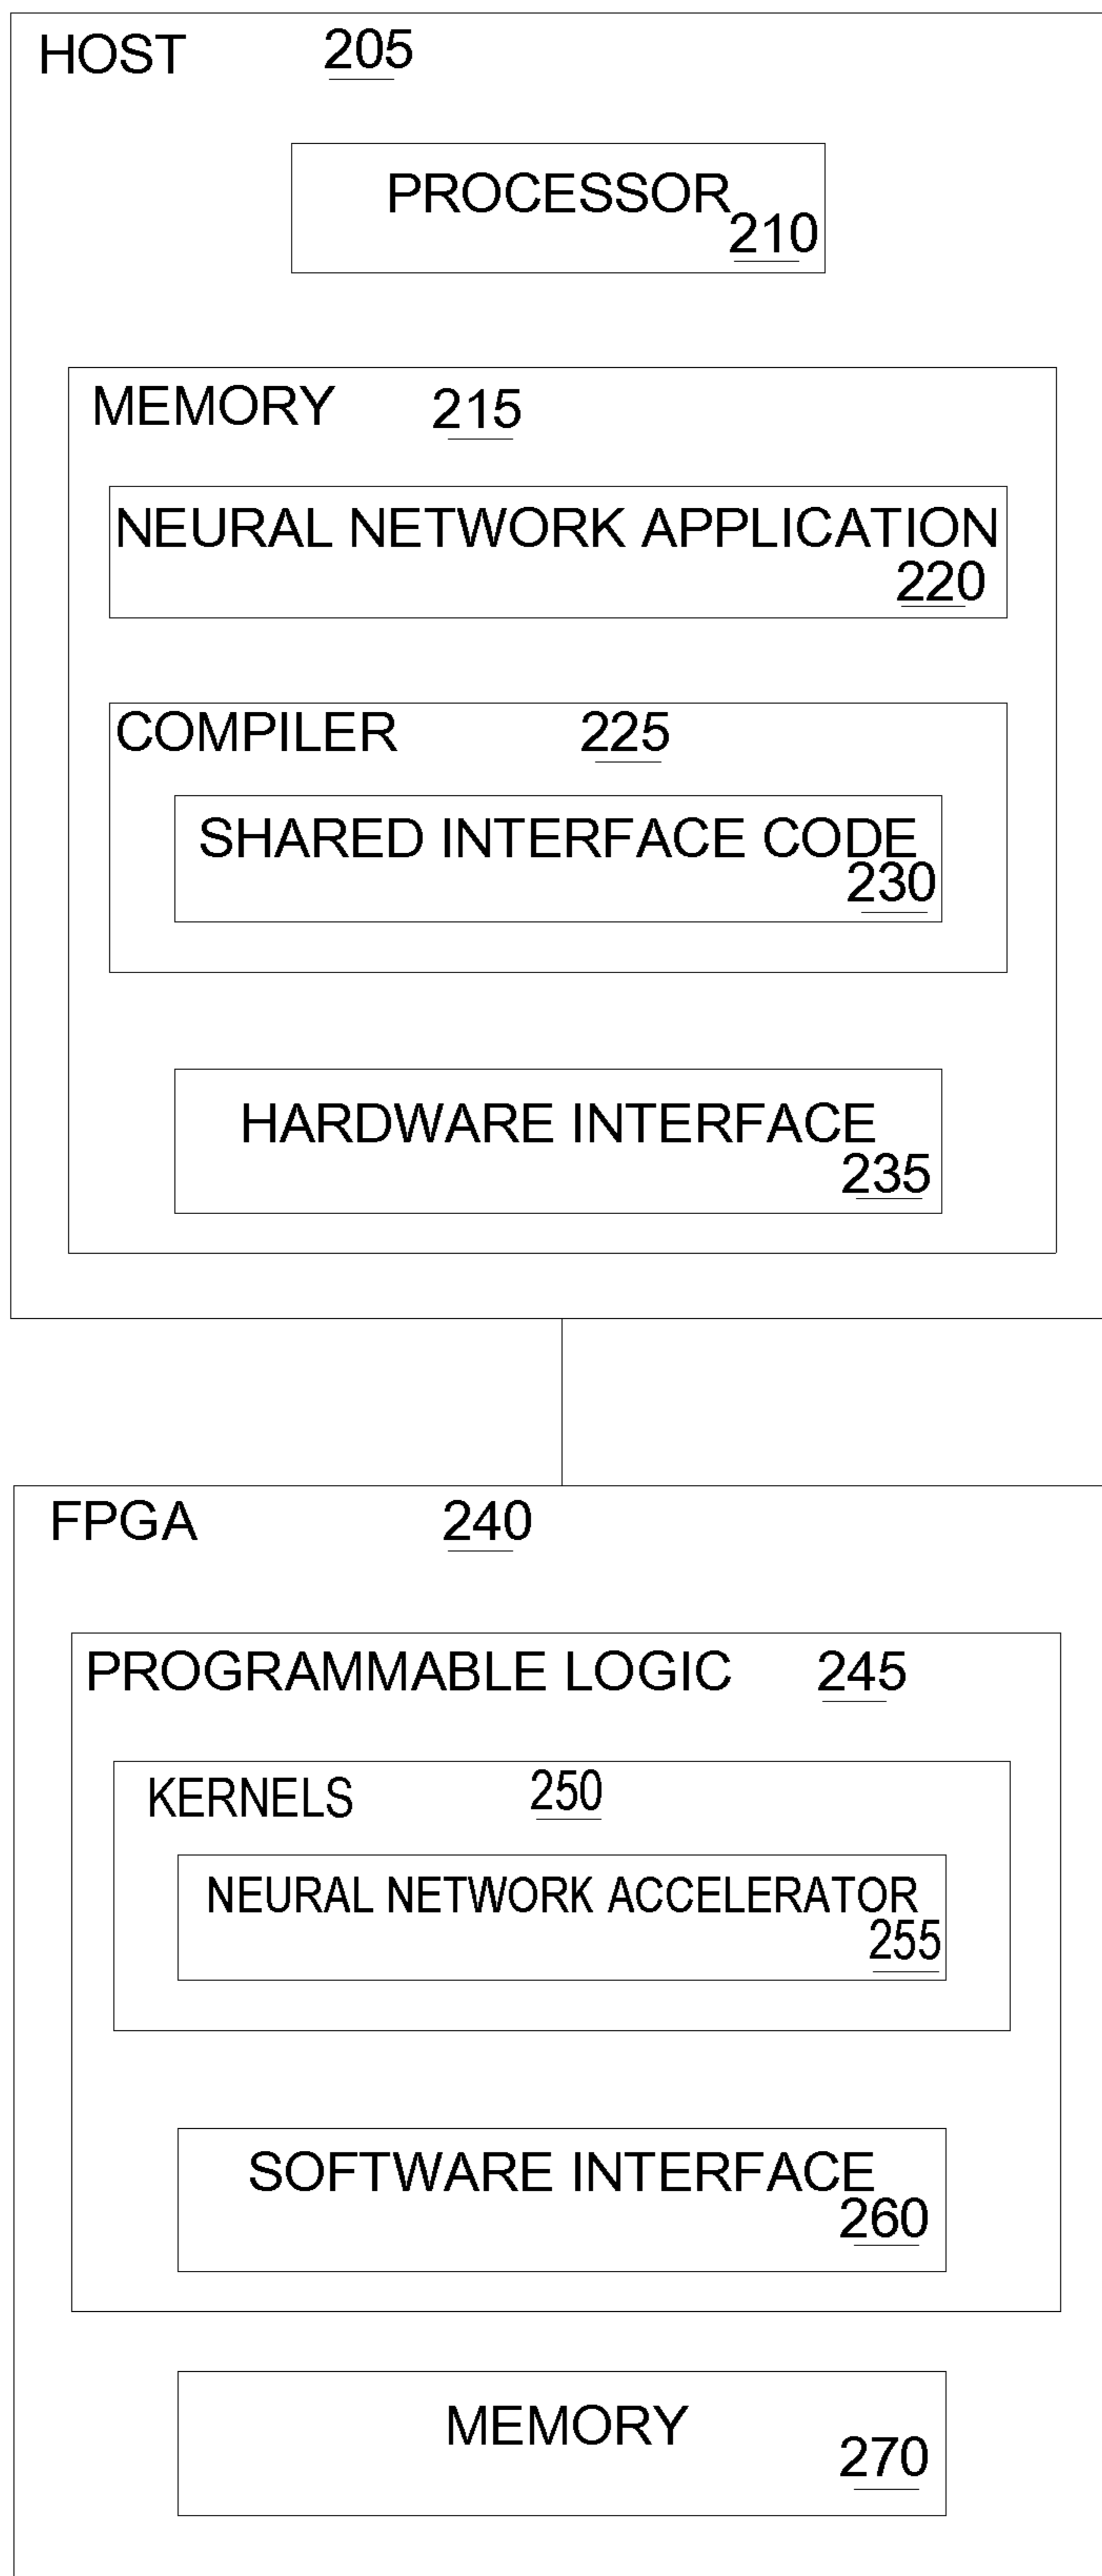 HOST 205
PROCESSOR
210
MEMORY 215
NEURAL NETWORK APPLICATION
220
COMPILER 225
SHARED INTERFACE CODE
230
HARDWARE INTERFACE
235
FPGA 240
PROGRAMMABLE LOGIC 245
KERNELS 250
NEURAL NETWORK ACCELERATOR
255
SOFTWARE INTERFACE
260
MEMORY
270